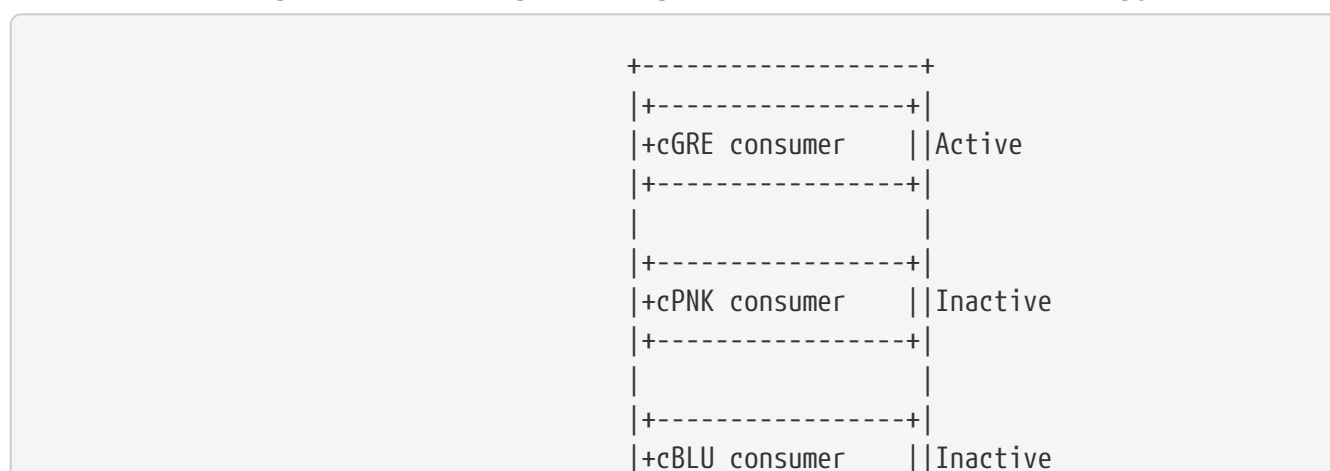 +-------------------+
|+-----------------+|
|+cGRE consumer    ||Active
|+-----------------+|
|                   |
|+-----------------+|
|+cPNK consumer    ||Inactive
|+-----------------+|
|                   |
|+-----------------+|
|+cBLU consumer    ||Inactive